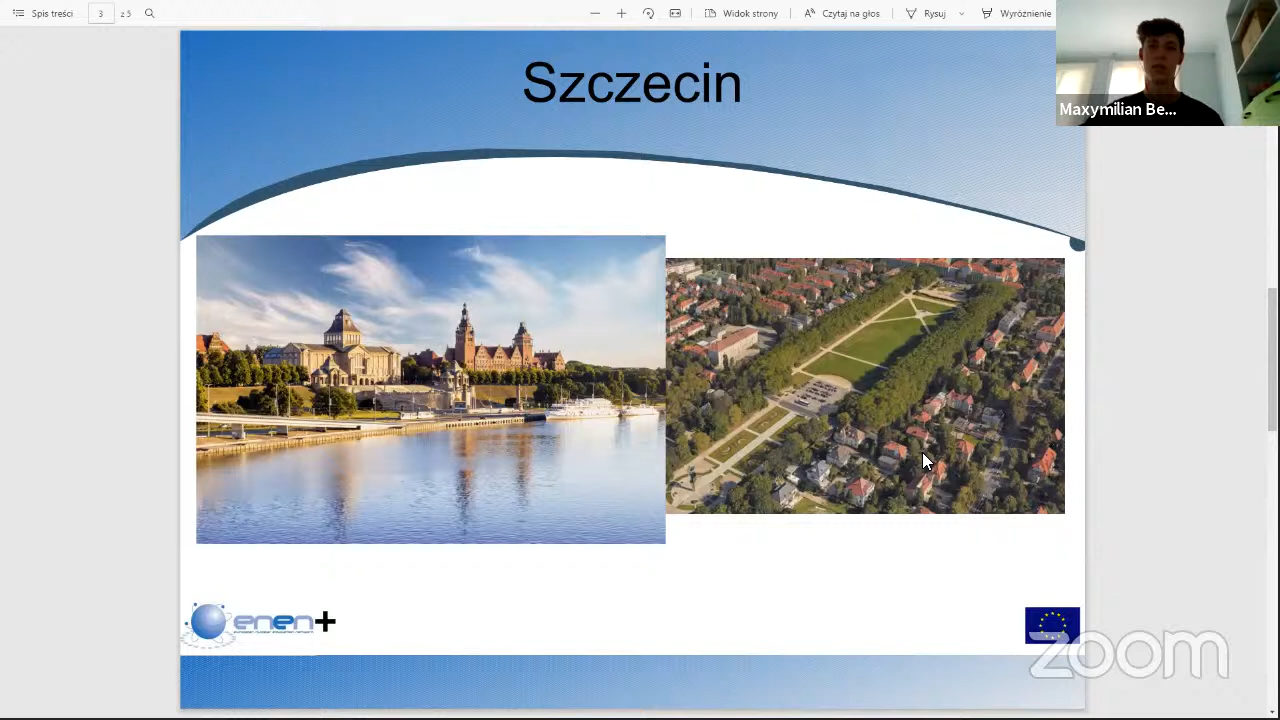 Spis treści
3 z 5
Widok strony
Czytaj na głos
Rysuj
Wyróżnienie
Maxymilian Be...
Szczecin
enen+
zoom